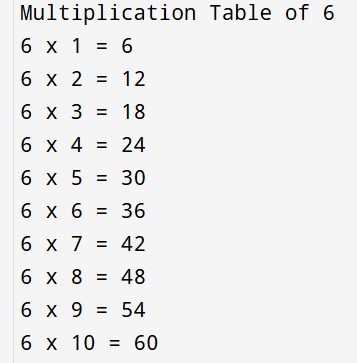 Multiplication Table of 6
6 x 1 = 6
6 x 2 = 12
6 x 3 = 18
6 x 4 = 24
6 x 5 = 30
6 x 6 = 36
6 x 7 = 42
6 x 8 = 48
6 x 9 = 54
6 x 10 = 60